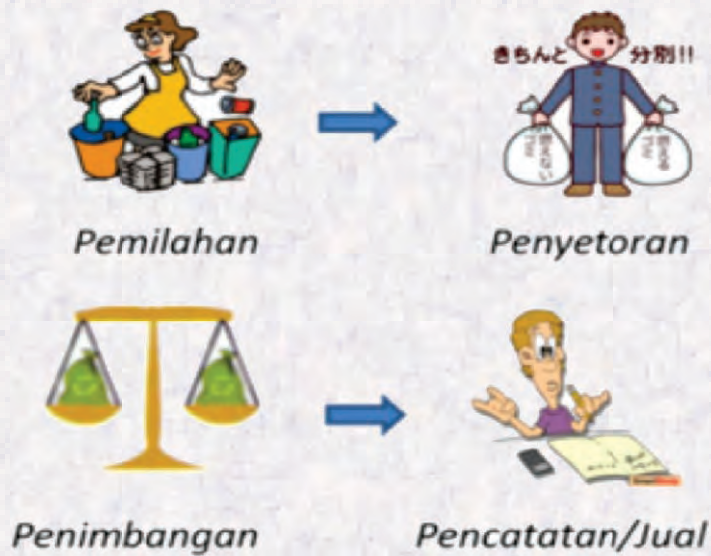 きちんと 分別!!
Pemilahan
Penyetoran
Penimbangan
Pencatatan/Jual